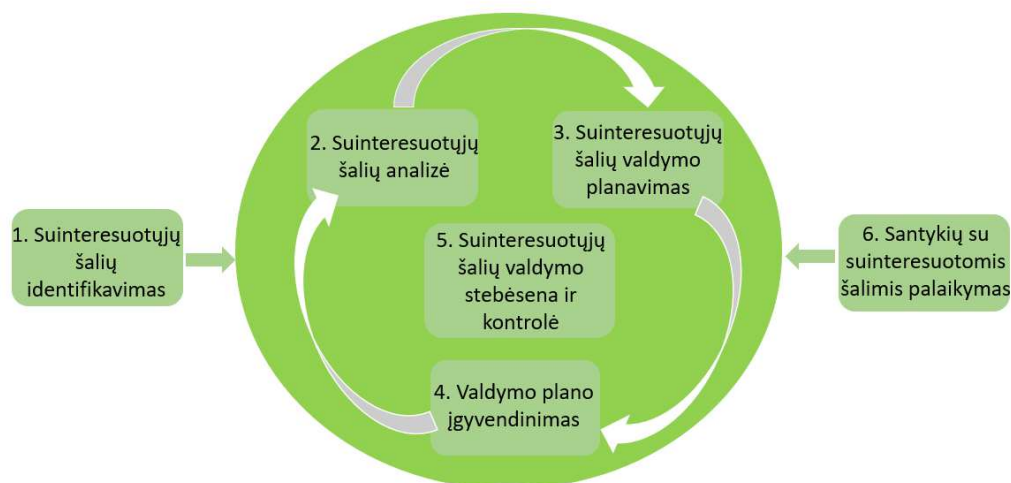 1. Suinteresuotųjų
šalių
identifikavimas
2. Suinteresuotųjų
šalių analizė
3. Suinteresuotųjų
šalių valdymo
planavimas
4. Valdymo plano
įgyvendinimas
5. Suinteresuotųjų
šalių valdymo
stebėsena ir
kontrolė
6. Santykių su
suinteresuotomis
šalimis palaikymas